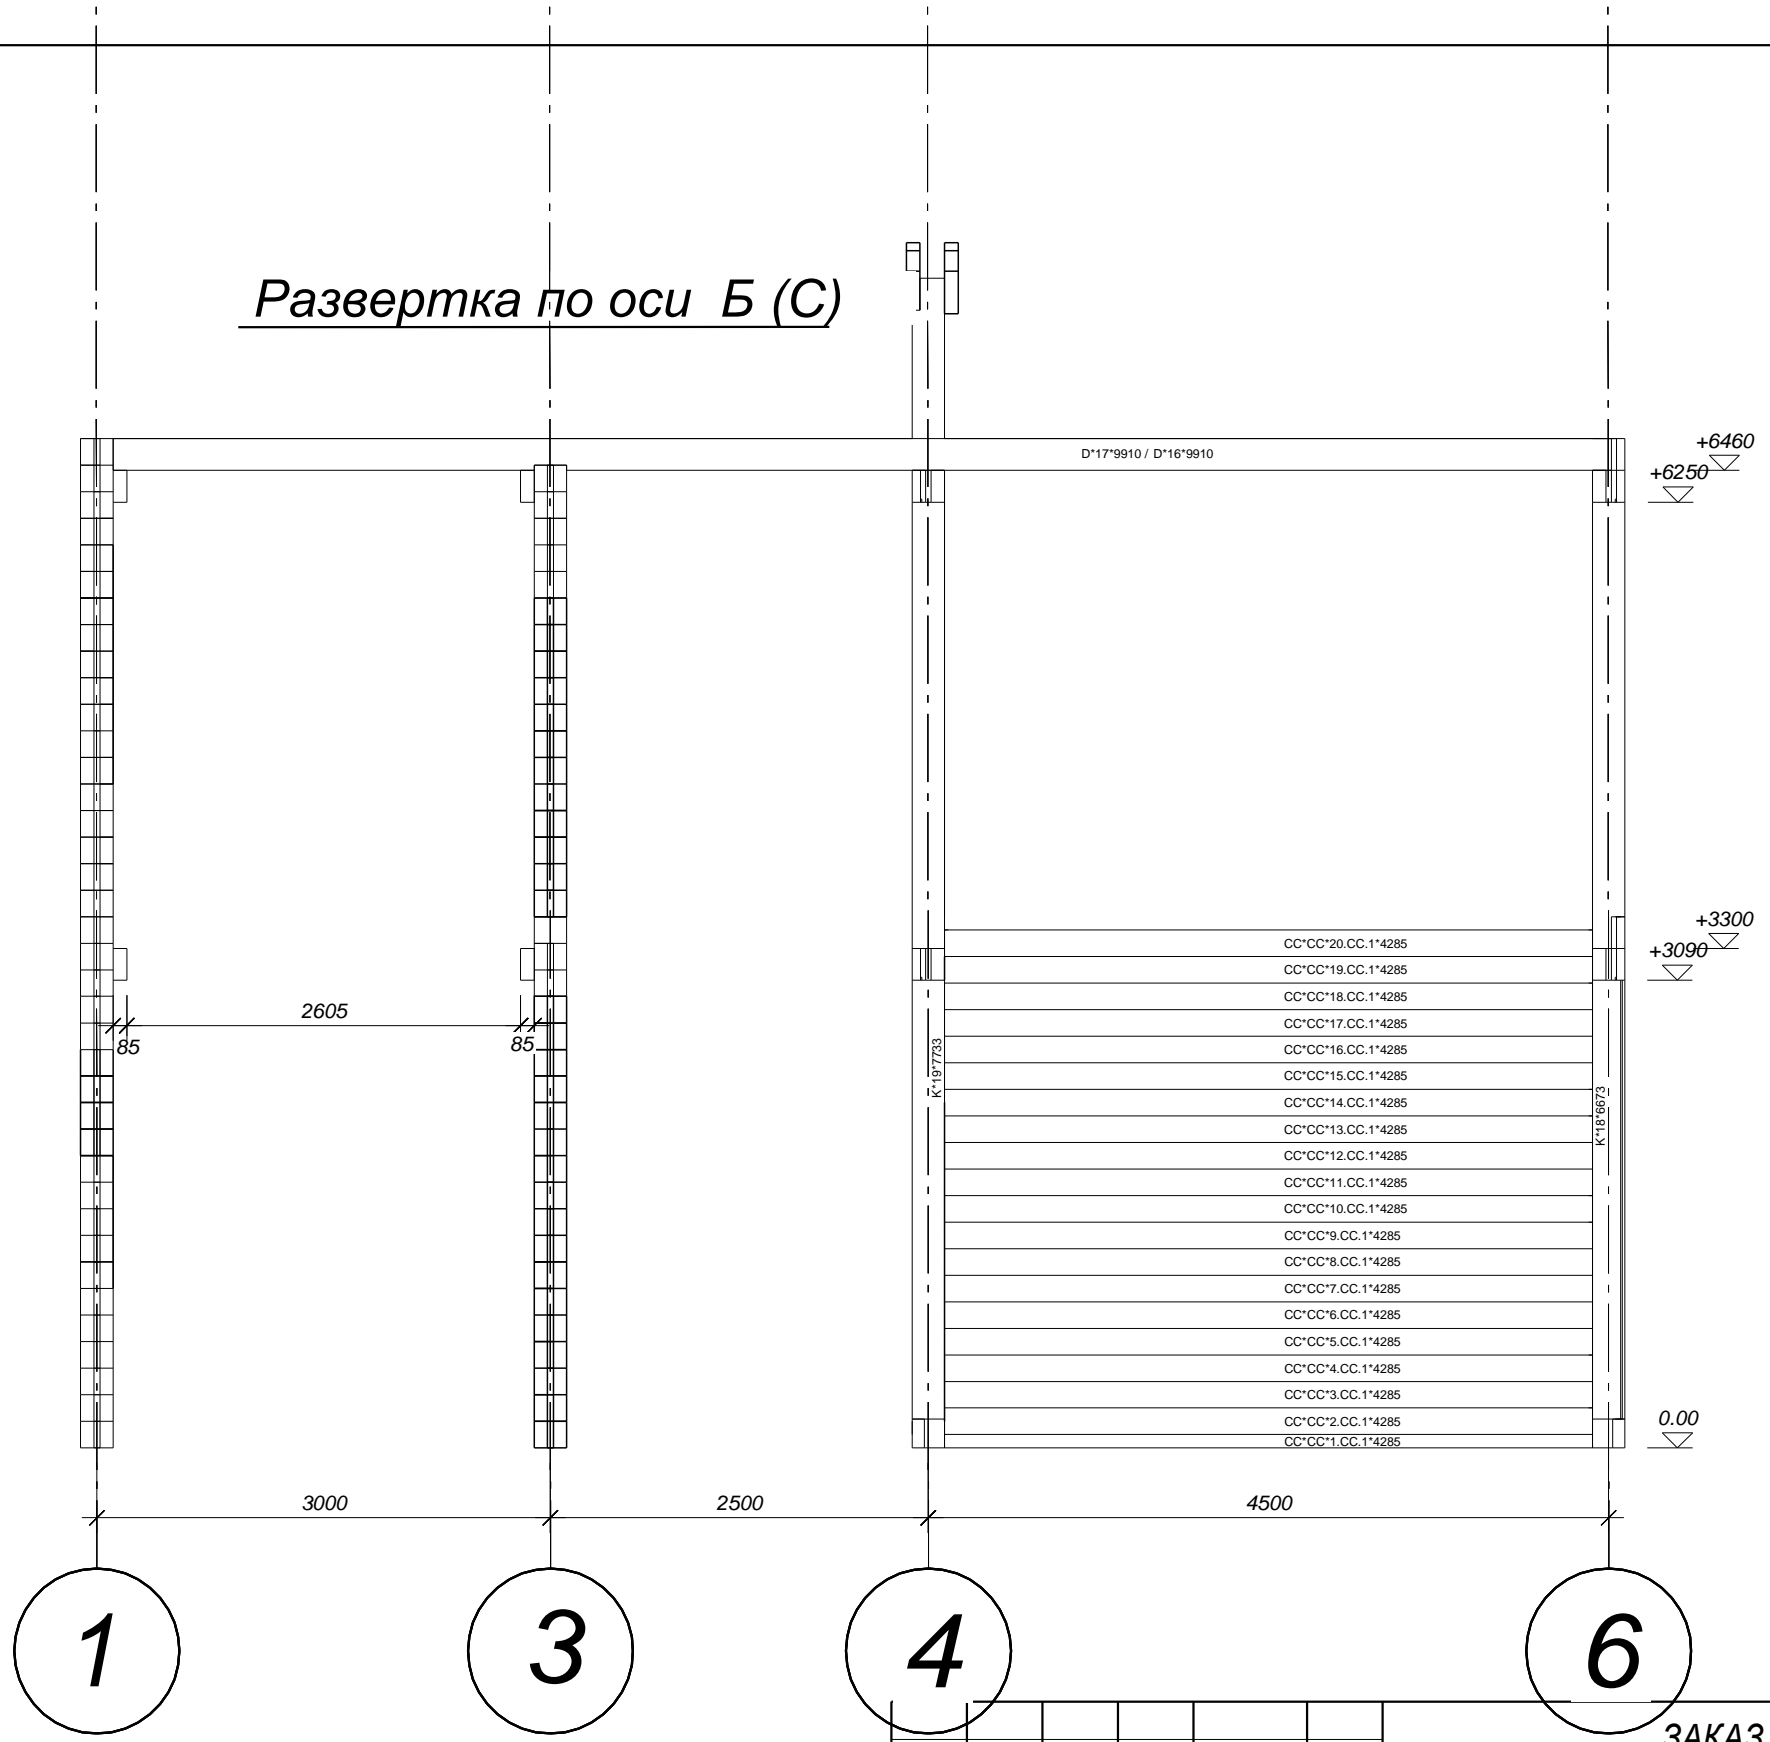 Развертка по оси Б (С)
D*17*9910 / D*16*9910
+6460
+6250
+3300
+3090
CC*CC*20.CC.1*4285
CC*CC*19.CC.1*4285
CC*CC*18.CC.1*4285
CC*CC*17.CC.1*4285
CC*CC*16.CC.1*4285
CC*CC*15.CC.1*4285
CC*CC*14.CC.1*4285
CC*CC*13.CC.1*4285
CC*CC*12.CC.1*4285
CC*CC*11.CC.1*4285
CC*CC*10.CC.1*4285
CC*CC*9.CC.1*4285
CC*CC*8.CC.1*4285
CC*CC*7.CC.1*4285
CC*CC*6.CC.1*4285
CC*CC*5.CC.1*4285
CC*CC*4.CC.1*4285
CC*CC*3.CC.1*4285
CC*CC*2.CC.1*4285
CC*CC*1.CC.1*4285
2605
85
85
K*19*7733
K*18*6673
0.00
3000
2500
4500
1
3
4
6
ЗАКАЗ